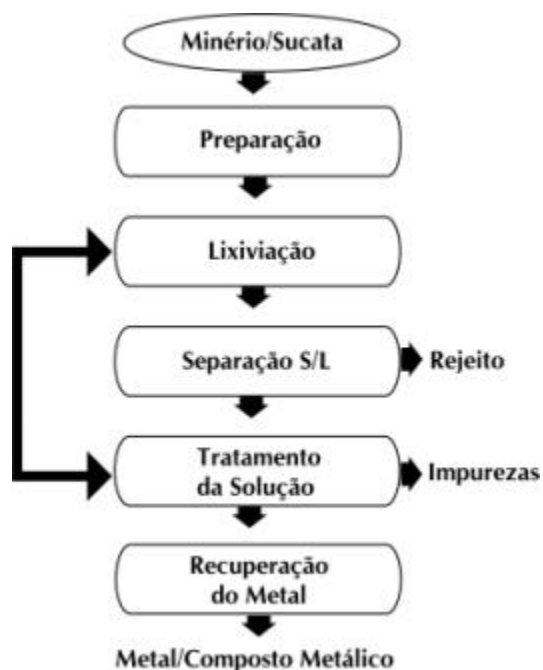 Minério/Sucata
Preparação
Lixiviação
Separação S/L
Rejeito
Tratamento
da Solução
Impurezas
Recuperação
do Metal
Metal/Composto Metálico